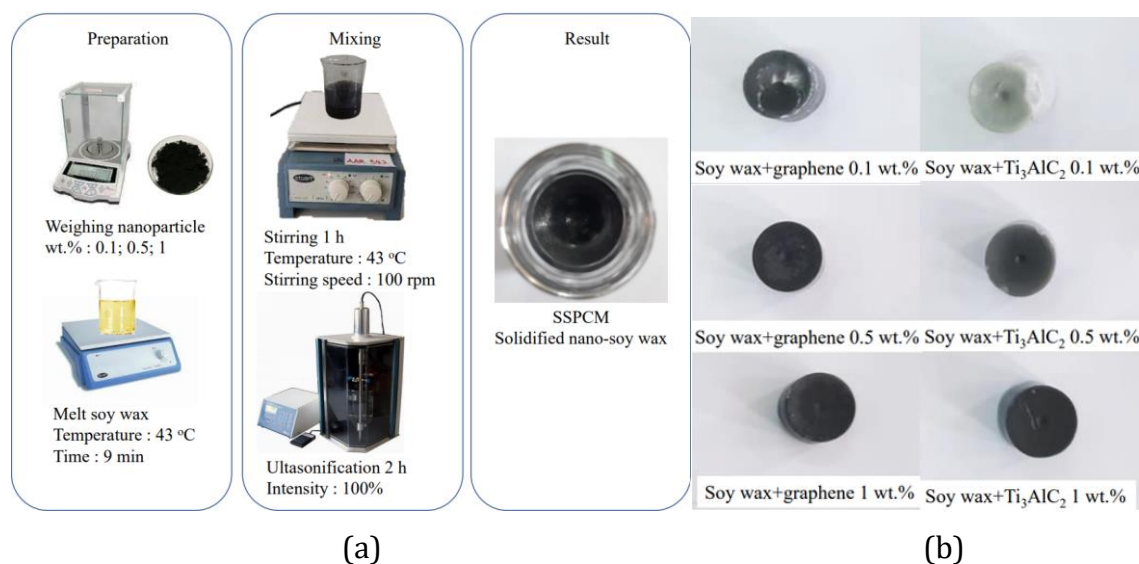 Preparation
Weighing nanoparticle
wt.% : 0.1; 0.5; 1
Melt soy wax
Temperature : 43 °C
Time : 9 min
Mixing
Stirring 1 h
Temperature : 43 °C
Stirring speed : 100 rpm
Ultasonification 2 h
Intensity : 100%
Result
SSPCM
Solidified nano-soy wax
(a)
Soy wax+graphene 0.1 wt.%
Soy wax+Ti₃AlC₂ 0.1 wt.%
Soy wax+graphene 0.5 wt.%
Soy wax+Ti₃AlC₂ 0.5 wt.%
Soy wax+graphene 1 wt.%
Soy wax+Ti₃AlC₂ 1 wt.%
(b)